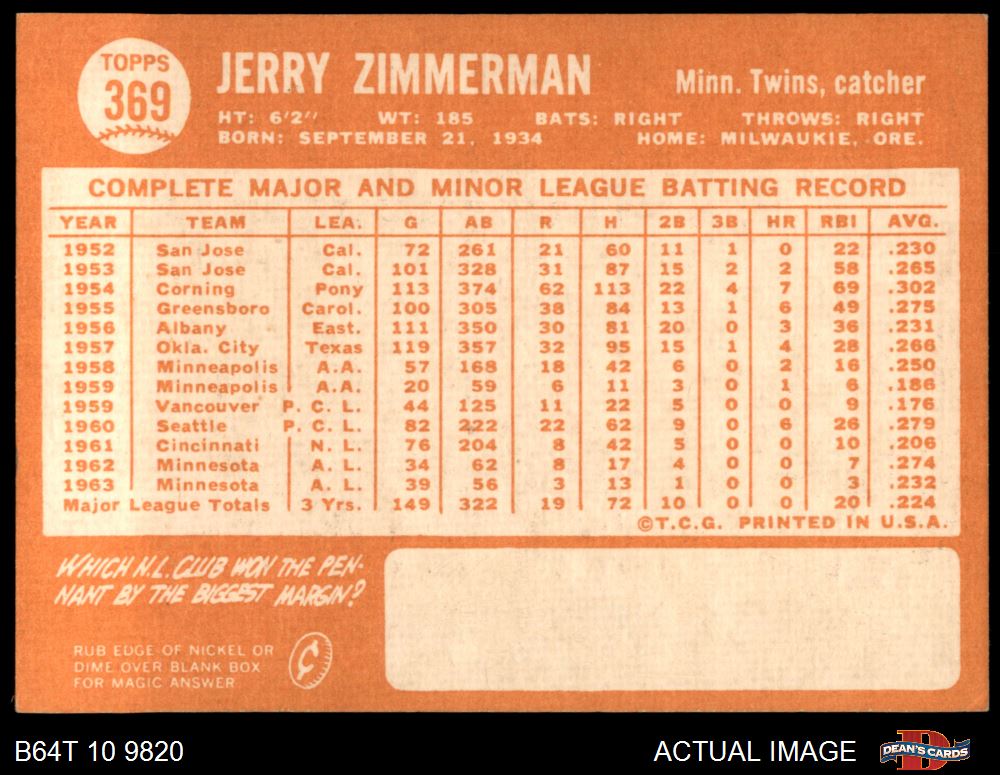 TOPPS
369
JERRY ZIMMERMAN
Minn. Twins, catcher
HT: 6'2" WT: 185 BATS: RIGHT THROWS: RIGHT
BORN: SEPTEMBER 21, 1934 HOME: MILWAUKIE, ORE.
COMPLETE MAJOR AND MINOR LEAGUE BATTING RECORD
YEAR TEAM LEA. G AB R H 2B 3B HR RBI AVG.
1952 San Jose Cal. 72 261 21 60 11 1 0 22 .230
1953 San Jose Cal. 101 328 31 87 15 2 2 58 .265
1954 Corning Pony 113 374 62 113 22 4 7 69 .302
1955 Greensboro Carol. 100 305 38 84 13 1 6 49 .275
1956 Albany East. 111 350 30 81 20 0 3 36 .231
1957 Okla. City Texas 119 357 32 95 15 1 4 28 .266
1958 Minneapolis A.A. 57 168 18 42 6 0 2 16 .250
1959 Minneapolis A.A. 20 59 6 11 3 0 1 6 .186
1959 Vancouver P. C. L. 44 125 11 22 5 0 0 9 .176
1960 Seattle P. C. L. 82 222 22 62 9 0 6 26 .279
1961 Cincinnati N. L. 76 204 8 42 5 0 0 10 .206
1962 Minnesota A. L. 34 62 8 17 4 0 0 7 .274
1963 Minnesota A. L. 39 56 3 13 1 0 0 3 .232
Major League Totals 3 Yrs. 149 322 19 72 10 0 0 20 .224
©T.C.G. PRINTED IN U.S.A.
WHICH N.L. CLUB WON THE PEN-
NANT BY THE BIGGEST MARGIN?
RUB EDGE OF NICKEL OR
DIME OVER BLANK BOX
FOR MAGIC ANSWER
¢
B64T 10 9820
ACTUAL IMAGE
D
DEAN'S CARDS